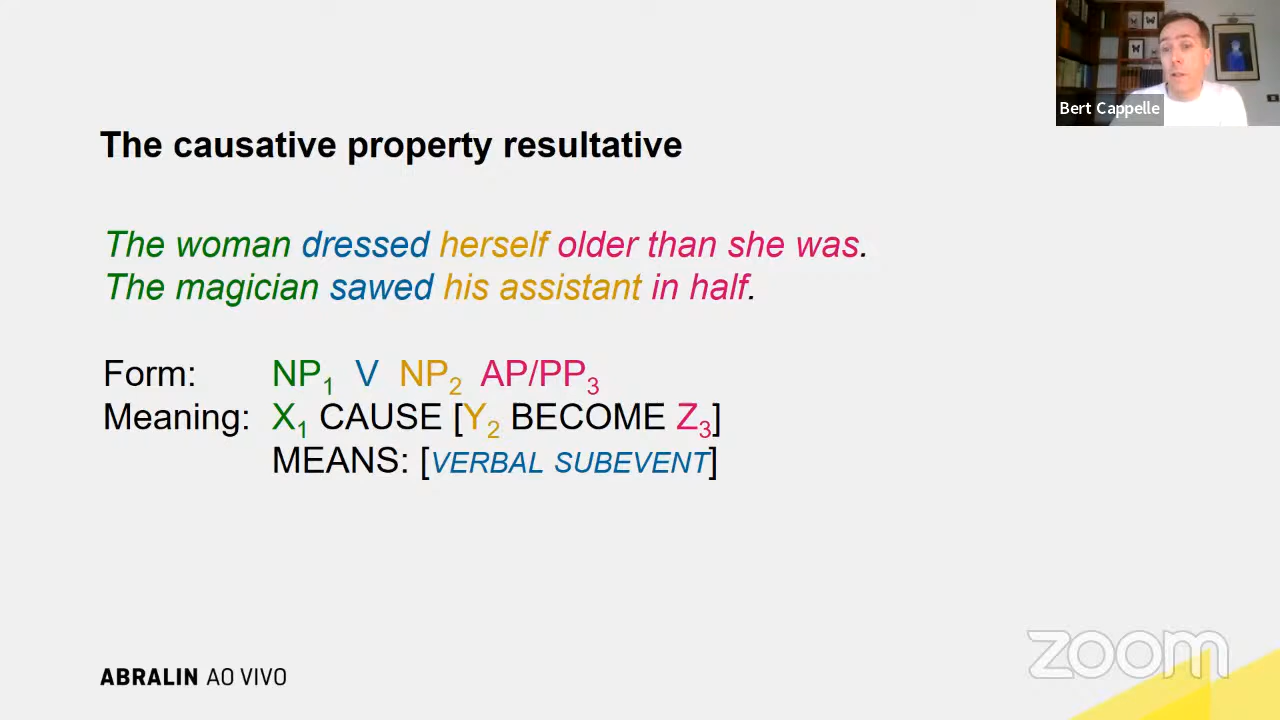 Bert Cappelle
The causative property resultative
The woman dressed herself older than she was.
The magician sawed his assistant in half.
Form: NP1 V NP2 AP/PP3
Meaning: X1 CAUSE [Y2 BECOME Z3]
MEANS: [VERBAL SUBEVENT]
ABRALIN AO VIVO
zoom